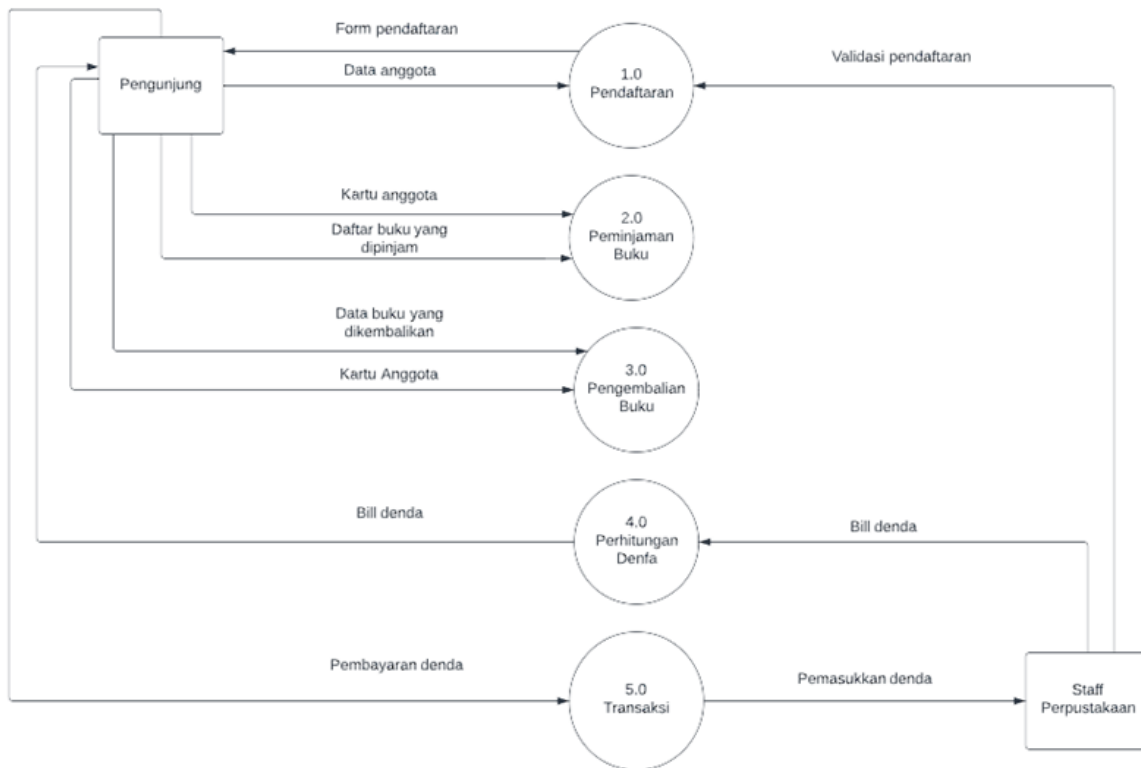 Form pendaftaran
Validasi pendaftaran
Pengunjung
Data anggota
1.0
Pendaftaran
Kartu anggota
2.0
Peminjaman
Buku
Daftar buku yang
dipinjam
Data buku yang
dikembalikan
3.0
Pengembalian
Buku
Kartu Anggota
Bill denda
4.0
Perhitungan
Denfa
Bill denda
Pembayaran denda
5.0
Transaksi
Pemasukkan denda
Staff
Perpustakaan